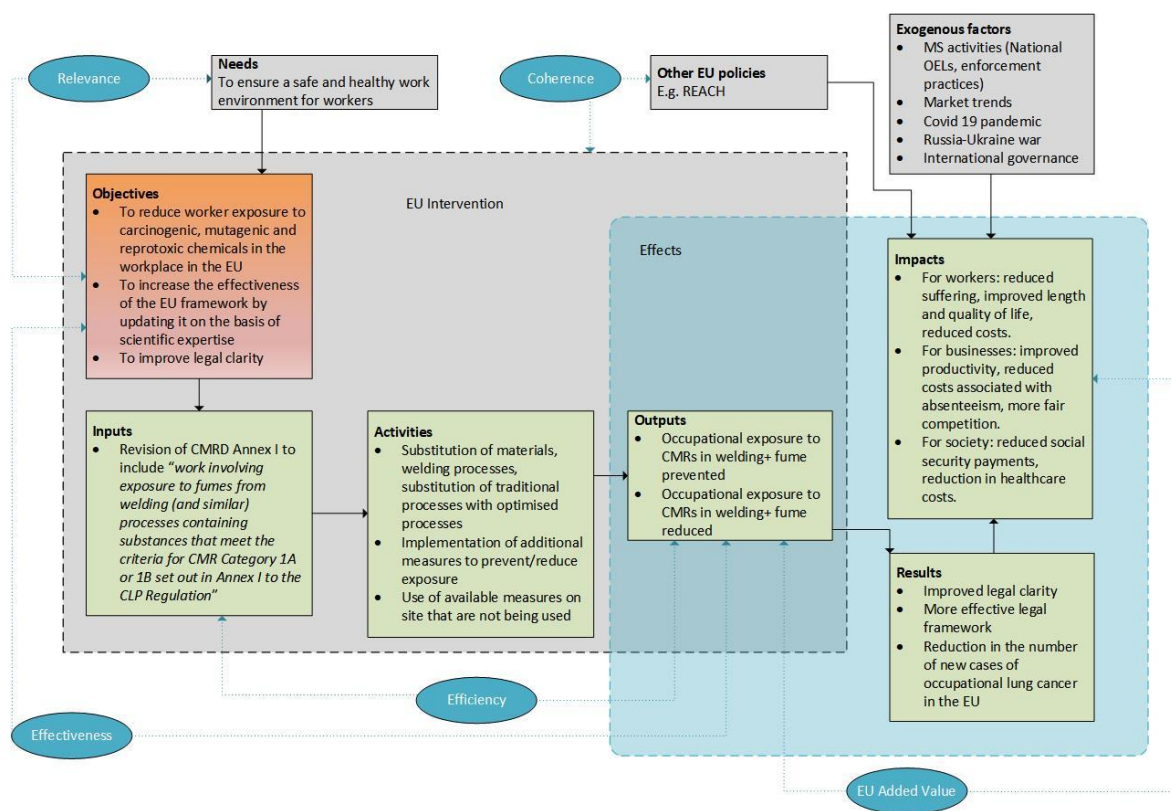 Relevance
Needs
To ensure a safe and healthy work
environment for workers
Coherence
Other EU policies
E.g. REACH
Exogenous factors
• MS activities (National
OELs, enforcement
practices)
• Market trends
• Covid 19 pandemic
• Russia-Ukraine war
• International governance
EU Intervention
Objectives
• To reduce worker exposure to
carcinogenic, mutagenic and
reprotoxic chemicals in the
workplace in the EU
• To increase the effectiveness
of the EU framework by
updating it on the basis of
scientific expertise
• To improve legal clarity
Effects
Impacts
• For workers: reduced
suffering, improved length
and quality of life,
reduced costs.
• For businesses: improved
productivity, reduced
costs associated with
absenteeism, more fair
competition.
• For society: reduced social
security payments,
reduction in healthcare
costs.
Inputs
• Revision of CMRD Annex I to
include “work involving
exposure to fumes from
welding (and similar)
processes containing
substances that meet the
criteria for CMR Category 1A
or 1B set out in Annex I to the
CLP Regulation”
Activities
• Substitution of materials,
welding processes,
substitution of traditional
processes with optimised
processes
• Implementation of additional
measures to prevent/reduce
exposure
• Use of available measures on
site that are not being used
Outputs
• Occupational exposure to
CMRs in welding+ fume
prevented
• Occupational exposure to
CMRs in welding+ fume
reduced
Results
• Improved legal clarity
• More effective legal
framework
• Reduction in the number
of new cases of
occupational lung cancer
in the EU
Efficiency
Effectiveness
EU Added Value